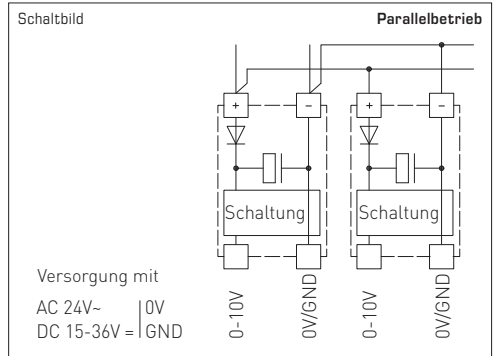 Schaltbild
Parallelbetrieb
+ − + −
Schaltung Schaltung
Versorgung mit
AC 24V~ | 0V
DC 15-36V = | GND
0-10V
0V/GND
0-10V
0V/GND